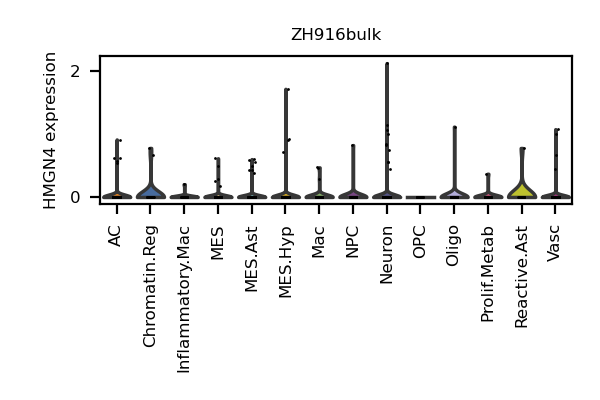 ZH916bulk
HMGN4 expression
2
0
AC
Chromatin.Reg
Inflammatory.Mac
MES
MES.Ast
MES.Hyp
Mac
NPC
Neuron
OPC
Oligo
Prolif.Metab
Reactive.Ast
Vasc